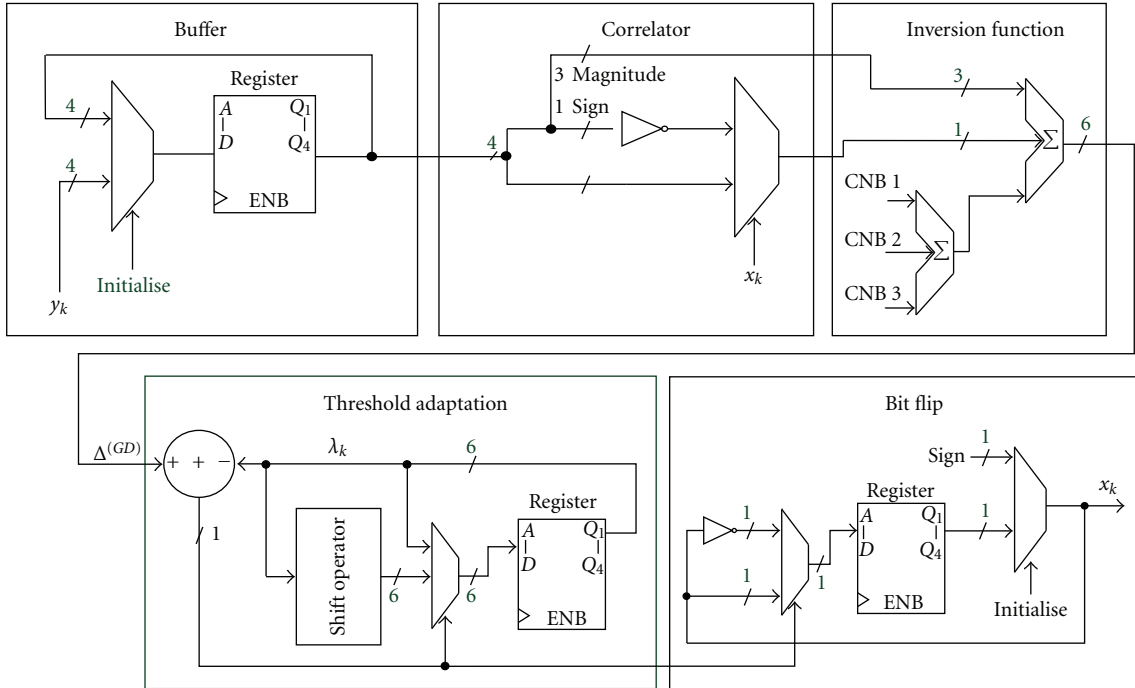 Buffer
Register
4
A
D
Q1
Q4
4
ENB
Initialise
yk
Correlator
3 Magnitude
1 Sign
4
xk
Inversion function
3
1
Σ
6
CNB 1
CNB 2
Σ
CNB 3
Threshold adaptation
Δ(GD)
+ + −
λk
6
1
Shift operator
6
6
Register
A
D
Q1
Q4
ENB
Bit flip
Sign
1
xk
1
1
1
Register
A
D
Q1
Q4
ENB
1
Initialise